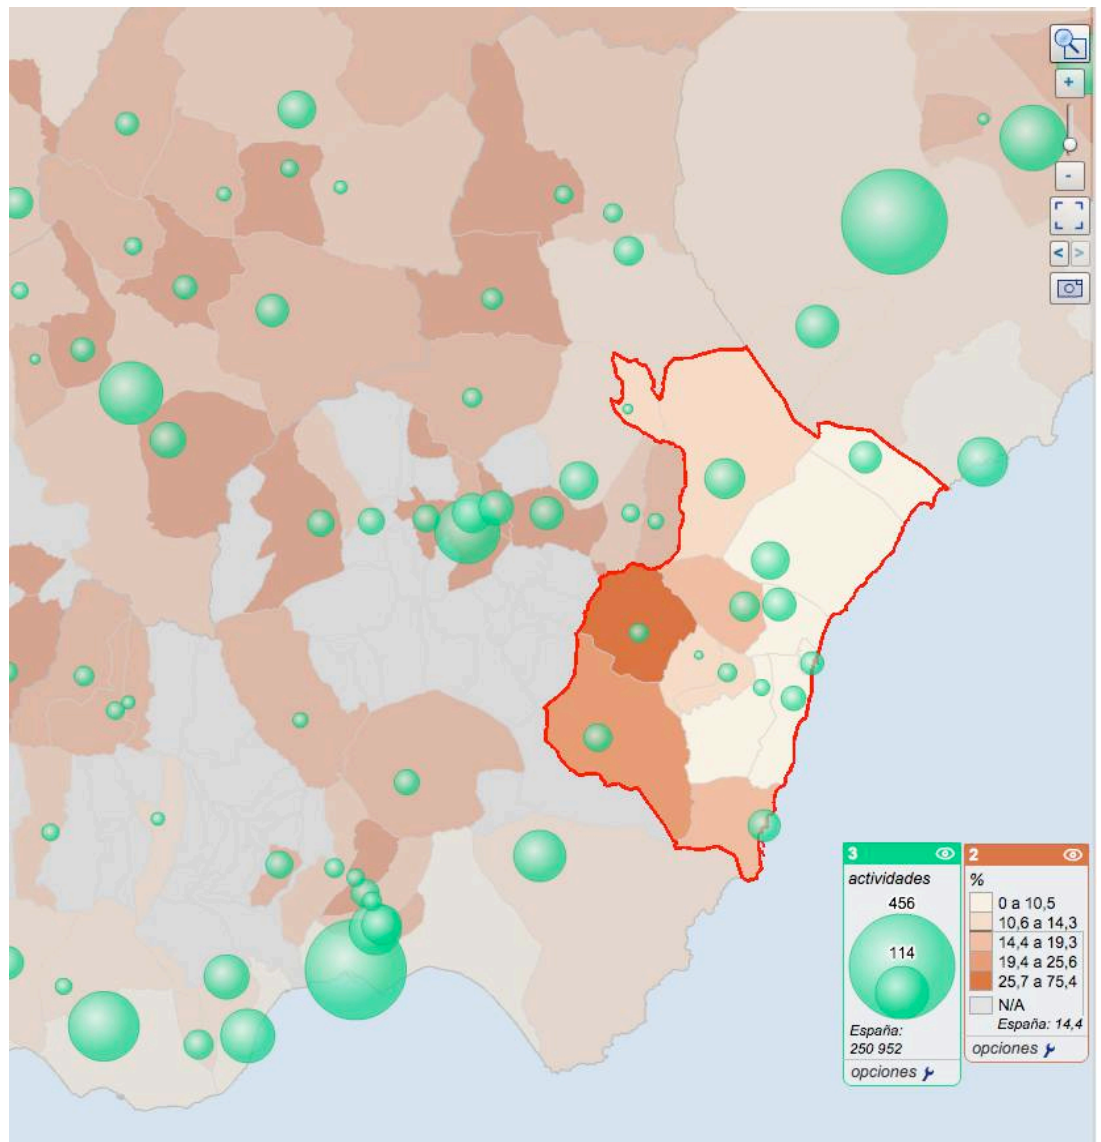 +
-
< >
3
actividades
456
114
España:
250 952
opciones
2
%
0 a 10,5
10,6 a 14,3
14,4 a 19,3
19,4 a 25,6
25,7 a 75,4
N/A
España: 14,4
opciones